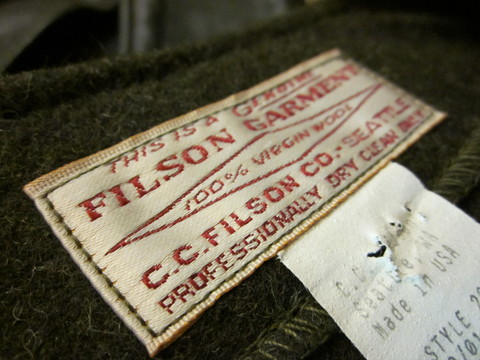 THIS IS A GENUINE
FILSON GARMENT
100% VIRGIN WOOL
C.C. FILSON CO. - SEATTLE
PROFESSIONALLY DRY CLEAN ONLY
C.C.
Seattle
Made in USA
STYLE 20